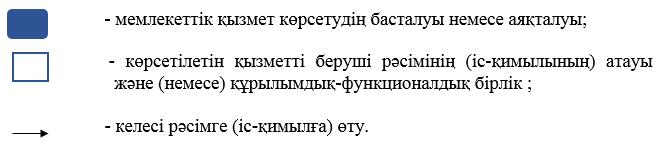 - мемлекеттік қызмет көрсетудің басталуы немесе аяқталуы;
- көрсетілетін қызметті беруші рәсімінің (іс-қимылының) атауы
және (немесе) құрылымдық-функционалдық бірлік ;
- келесі рәсімге (іс-қимылға) өту.